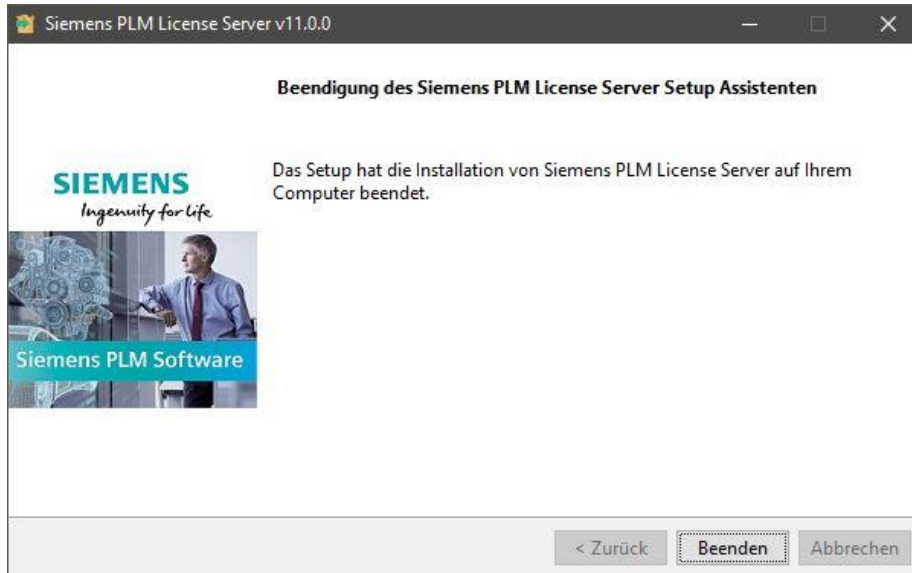 Siemens PLM License Server v11.0.0
Beendigung des Siemens PLM License Server Setup Assistenten
Das Setup hat die Installation von Siemens PLM License Server auf Ihrem
Computer beendet.
SIEMENS
Ingenuity for life
Siemens PLM Software
< Zurück Beenden Abbrechen